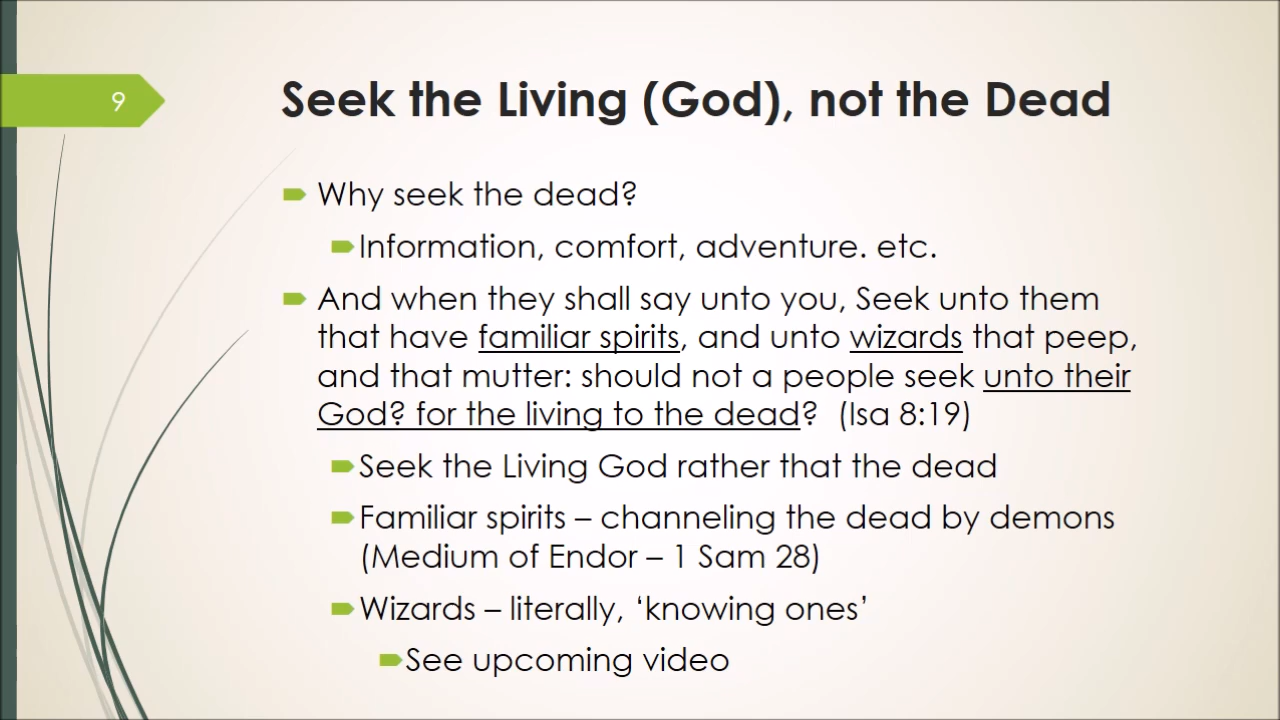 9
Seek the Living (God), not the Dead
Why seek the dead?
Information, comfort, adventure. etc.
And when they shall say unto you, Seek unto them
that have familiar spirits, and unto wizards that peep,
and that mutter: should not a people seek unto their
God? for the living to the dead?  (Isa 8:19)
Seek the Living God rather that the dead
Familiar spirits – channeling the dead by demons
(Medium of Endor – 1 Sam 28)
Wizards – literally, ‘knowing ones’
See upcoming video